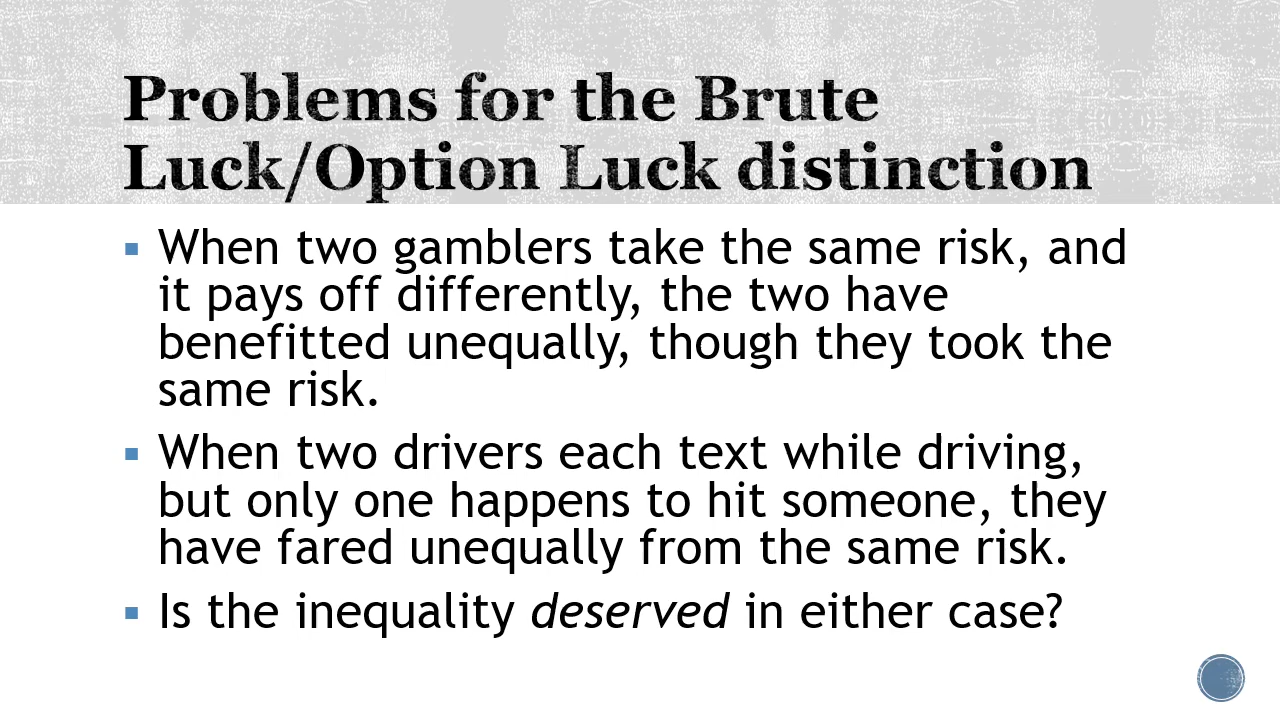 Problems for the Brute
Luck/Option Luck distinction
▪ When two gamblers take the same risk, and
it pays off differently, the two have
benefitted unequally, though they took the
same risk.
▪ When two drivers each text while driving,
but only one happens to hit someone, they
have fared unequally from the same risk.
▪ Is the inequality deserved in either case?